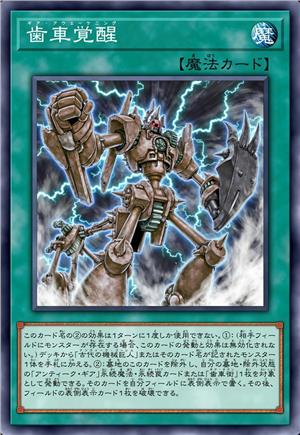 ギア・アウェーケニング
歯車覚醒
魔
【魔法カード】
このカード名の②の効果は1ターンに1度しか使用できない。①：（相手フィー
ルドにモンスターが存在する場合、このカードの発動と効果は無効化され
ない。）デッキから「古代の機械巨人」またはそのカード名が記されたモンスター
1体を手札に加える。②：墓地のこのカードを除外し、自分の墓地・除外状態
の「アンティーク・ギア」永続魔法・永続罠カードまたは「歯車街」1枚を対
象として発動できる。そのカードを自分フィールドに表側表示で置く。その後、
フィールドの表側表示カード1枚を破壊できる。